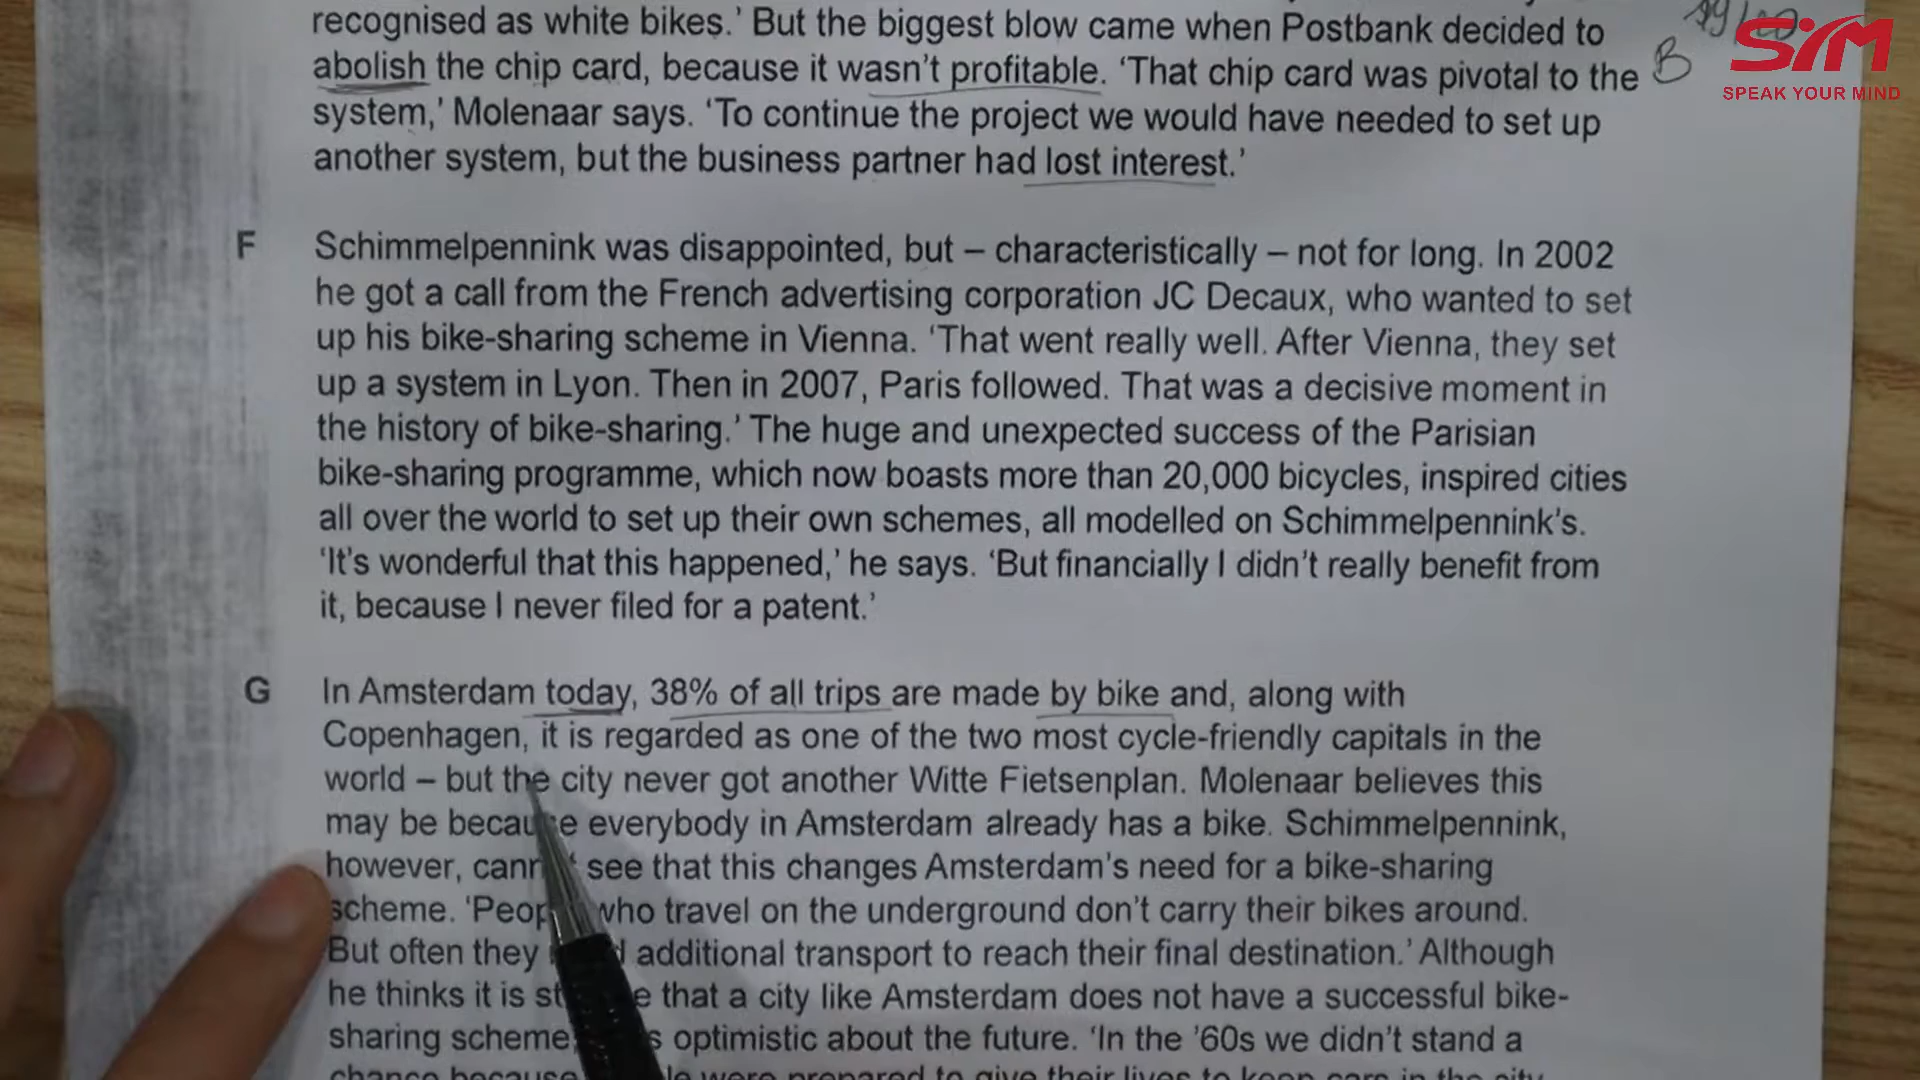 recognised as white bikes.’ But the biggest blow came when Postbank decided to
abolish the chip card, because it wasn’t profitable. ‘That chip card was pivotal to the
system,’ Molenaar says. ‘To continue the project we would have needed to set up
another system, but the business partner had lost interest.’
B
SIM
SPEAK YOUR MIND
F Schimmelpennink was disappointed, but – characteristically – not for long. In 2002
he got a call from the French advertising corporation JC Decaux, who wanted to set
up his bike-sharing scheme in Vienna. ‘That went really well. After Vienna, they set
up a system in Lyon. Then in 2007, Paris followed. That was a decisive moment in
the history of bike-sharing.’ The huge and unexpected success of the Parisian
bike-sharing programme, which now boasts more than 20,000 bicycles, inspired cities
all over the world to set up their own schemes, all modelled on Schimmelpennink’s.
‘It’s wonderful that this happened,’ he says. ‘But financially I didn’t really benefit from
it, because I never filed for a patent.’
G In Amsterdam today, 38% of all trips are made by bike and, along with
Copenhagen, it is regarded as one of the two most cycle-friendly capitals in the
world – but the city never got another Witte Fietsenplan. Molenaar believes this
may be because everybody in Amsterdam already has a bike. Schimmelpennink,
however, cannot see that this changes Amsterdam’s need for a bike-sharing
scheme. ‘People who travel on the underground don’t carry their bikes around.
But often they additional transport to reach their final destination.’ Although
he thinks it is that a city like Amsterdam does not have a successful bike-
sharing scheme, optimistic about the future. ‘In the ’60s we didn’t stand a
chance because were prepared to give their lives to keep cars in the city